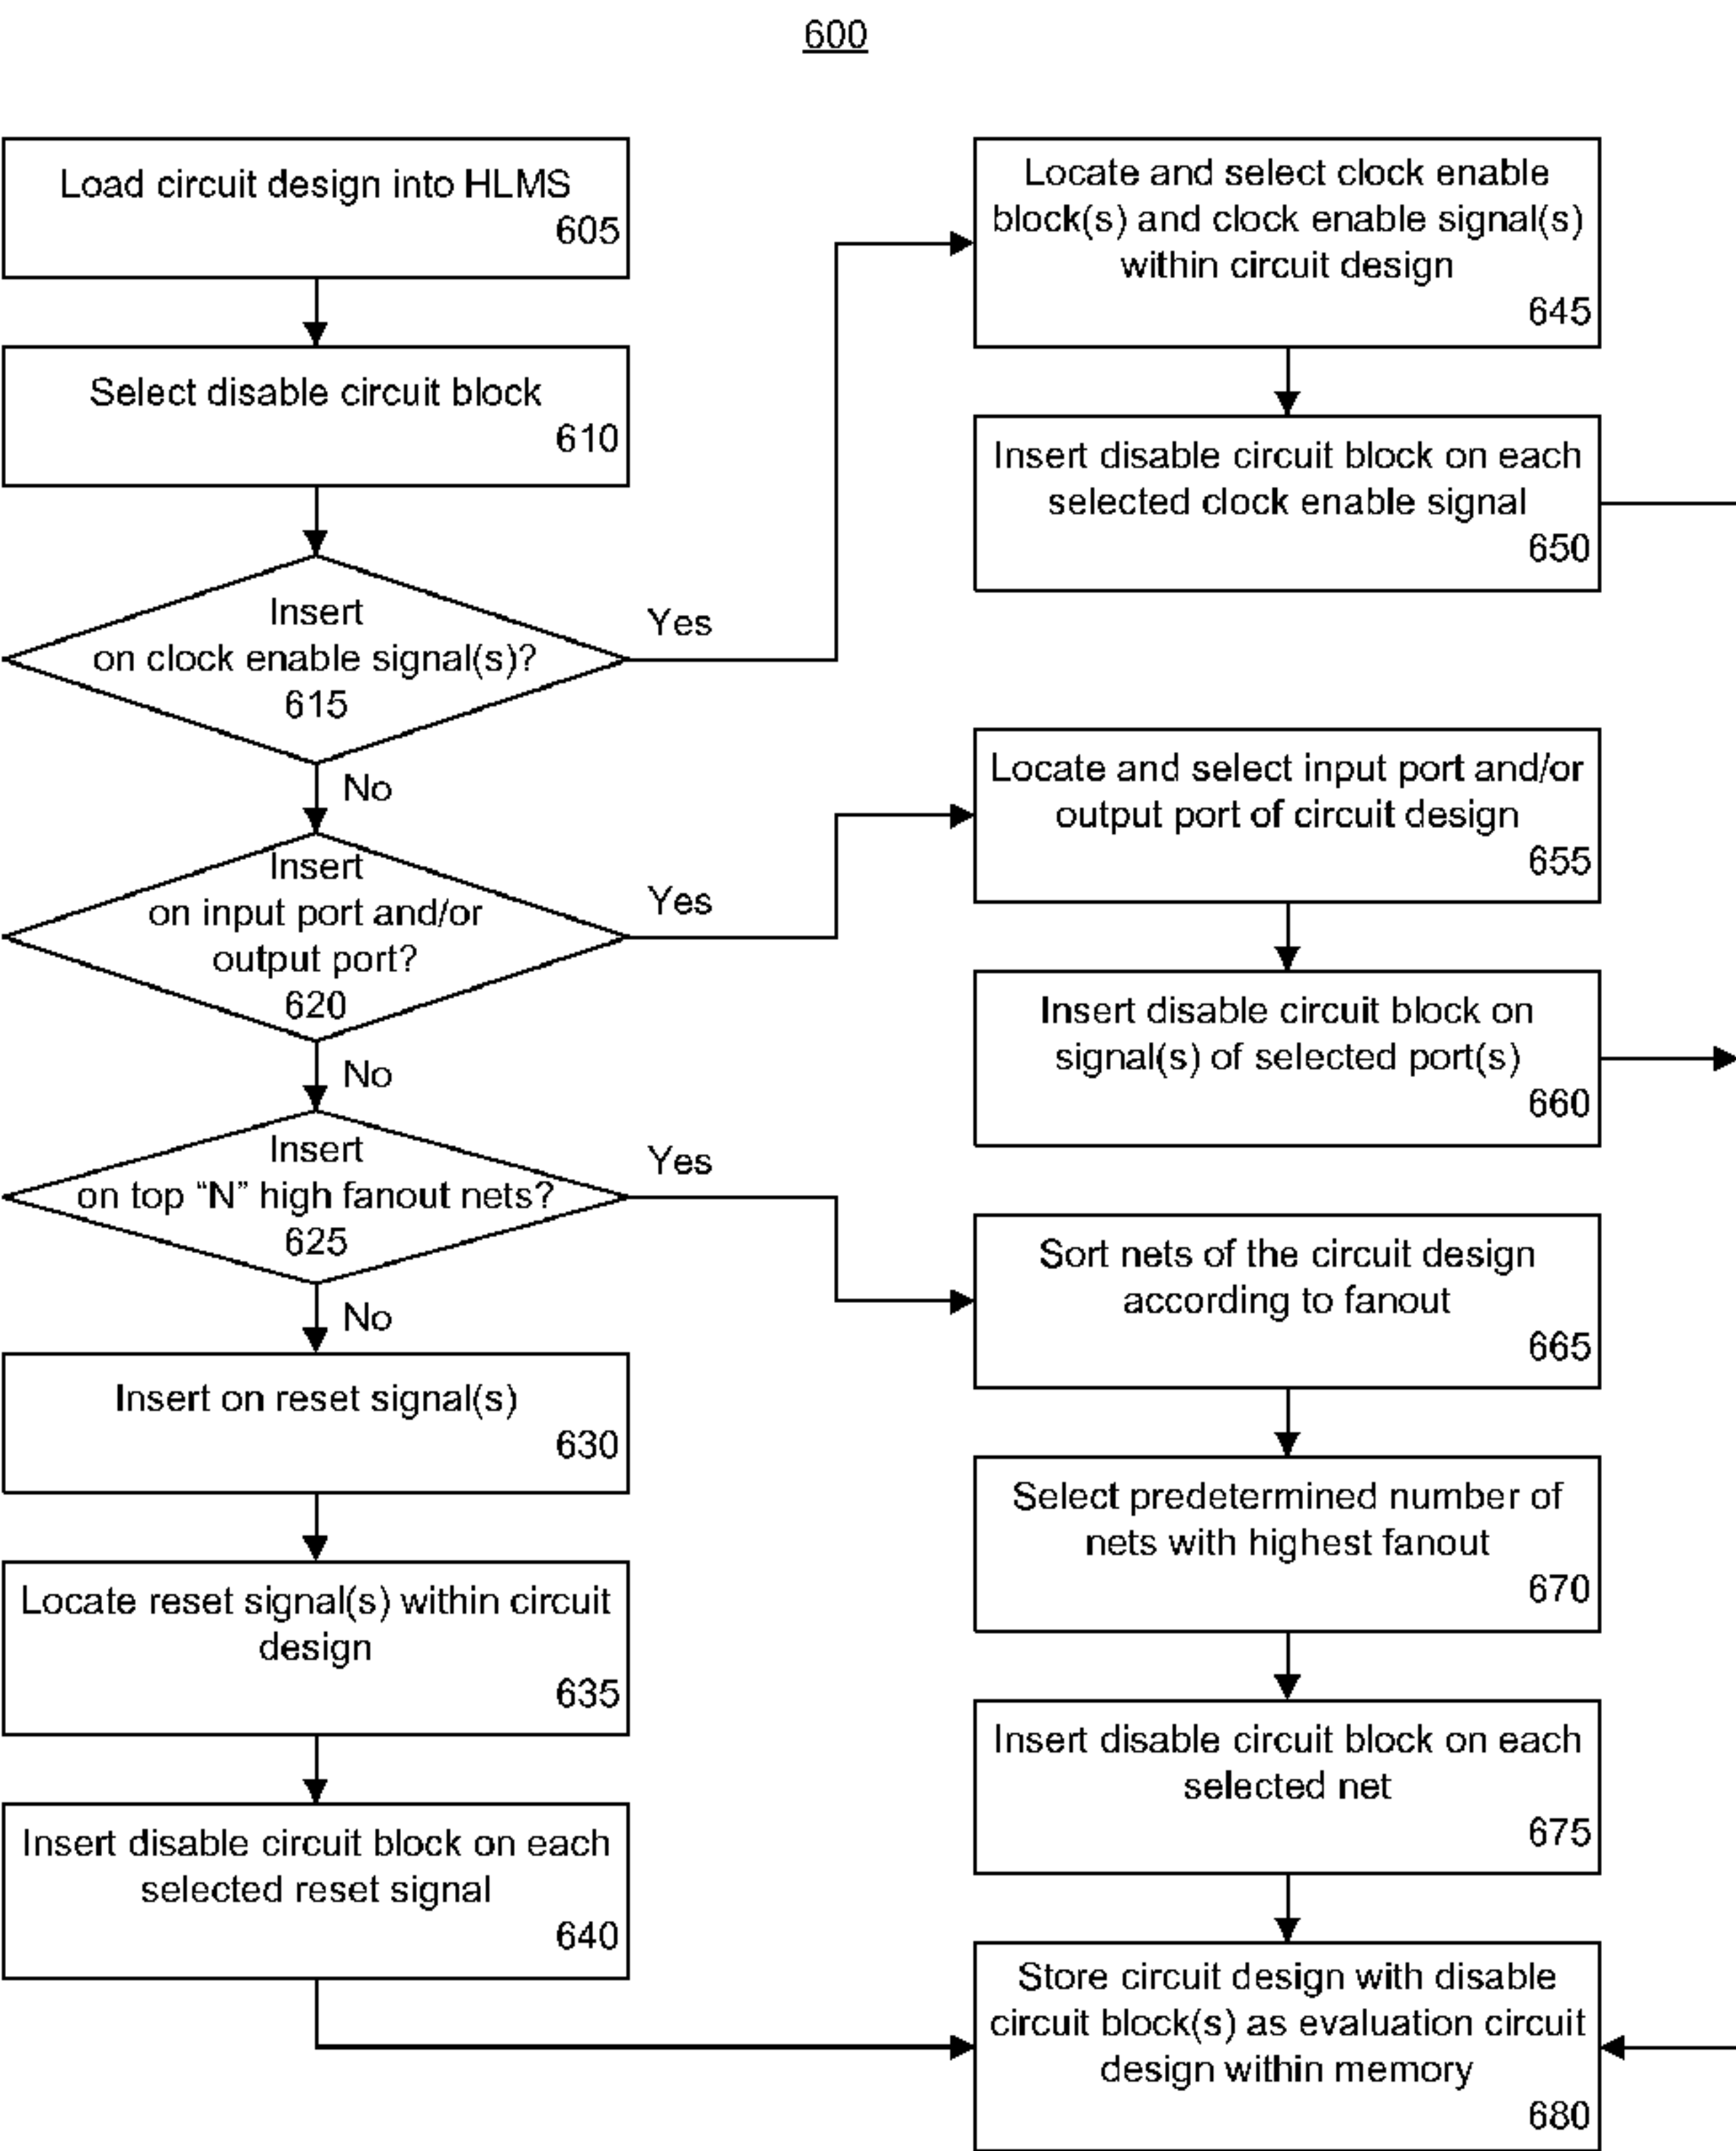 600
Load circuit design into HLMS
605
Select disable circuit block
610
Insert
on clock enable signal(s)?
615
Yes
No
Insert
on input port and/or
output port?
620
Yes
No
Insert
on top “N” high fanout nets?
625
Yes
No
Insert on reset signal(s)
630
Locate reset signal(s) within circuit
design
635
Insert disable circuit block on each
selected reset signal
640
Locate and select clock enable
block(s) and clock enable signal(s)
within circuit design
645
Insert disable circuit block on each
selected clock enable signal
650
Locate and select input port and/or
output port of circuit design
655
Insert disable circuit block on
signal(s) of selected port(s)
660
Sort nets of the circuit design
according to fanout
665
Select predetermined number of
nets with highest fanout
670
Insert disable circuit block on each
selected net
675
Store circuit design with disable
circuit block(s) as evaluation circuit
design within memory
680